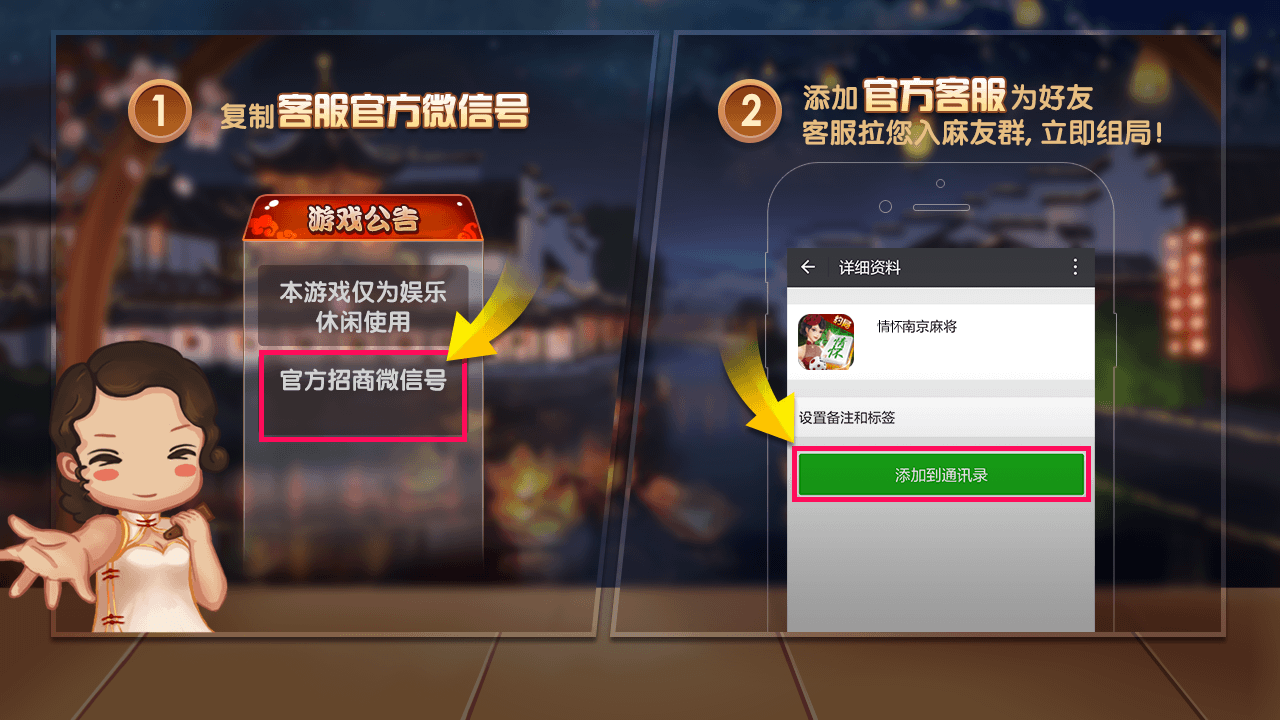 1
复制客服官方微信号
游戏公告
本游戏仅为娱乐
休闲使用
官方招商微信号
2
添加官方客服为好友
客服拉您入麻友群, 立即组局!
详细资料
约局
情怀
情怀南京麻将
设置备注和标签
添加到通讯录